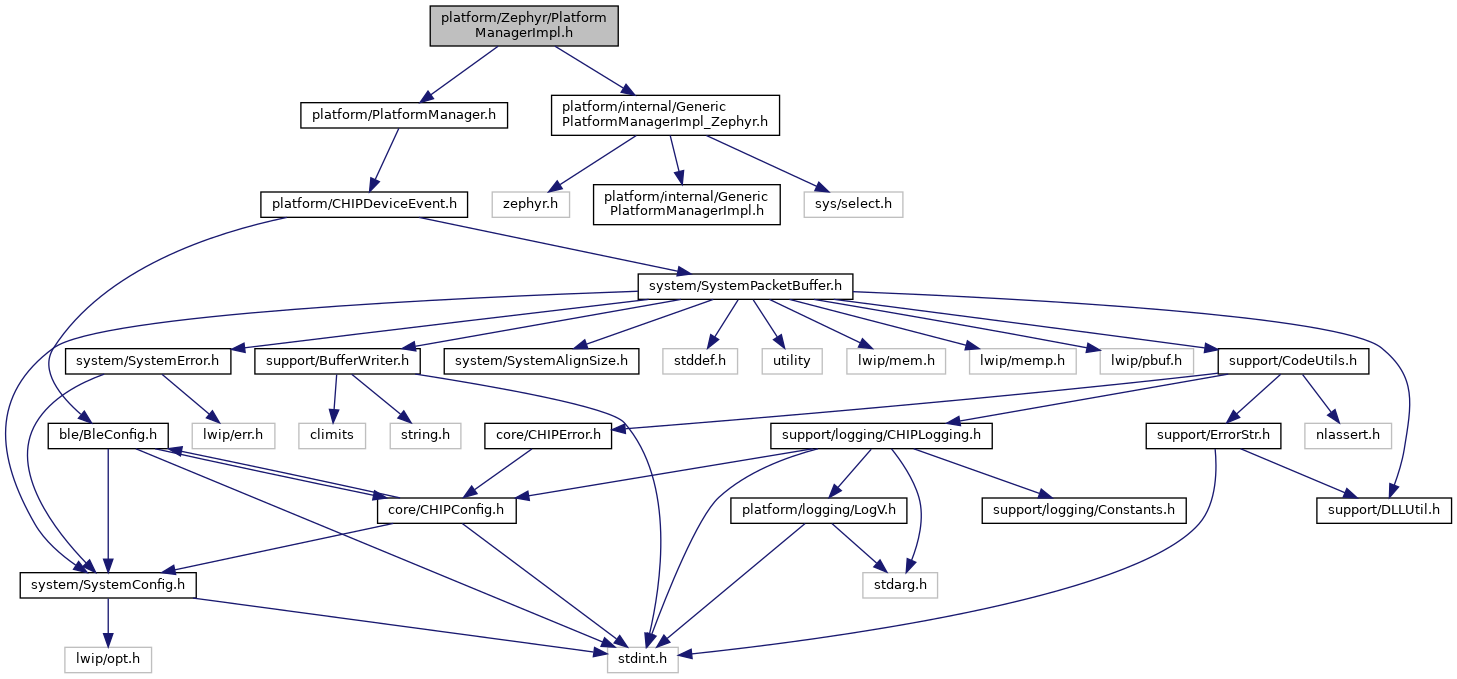 platform/Zephyr/Platform
ManagerImpl.h
platform/PlatformManager.h
platform/internal/Generic
PlatformManagerImpl_Zephyr.h
platform/CHIPDeviceEvent.h
zephyr.h
platform/internal/Generic
PlatformManagerImpl.h
sys/select.h
system/SystemPacketBuffer.h
system/SystemError.h
support/BufferWriter.h
system/SystemAlignSize.h
stddef.h
utility
lwip/mem.h
lwip/memp.h
lwip/pbuf.h
support/CodeUtils.h
ble/BleConfig.h
lwip/err.h
climits
string.h
core/CHIPError.h
support/logging/CHIPLogging.h
support/ErrorStr.h
nlassert.h
core/CHIPConfig.h
platform/logging/LogV.h
support/logging/Constants.h
support/DLLUtil.h
system/SystemConfig.h
stdarg.h
lwip/opt.h
stdint.h